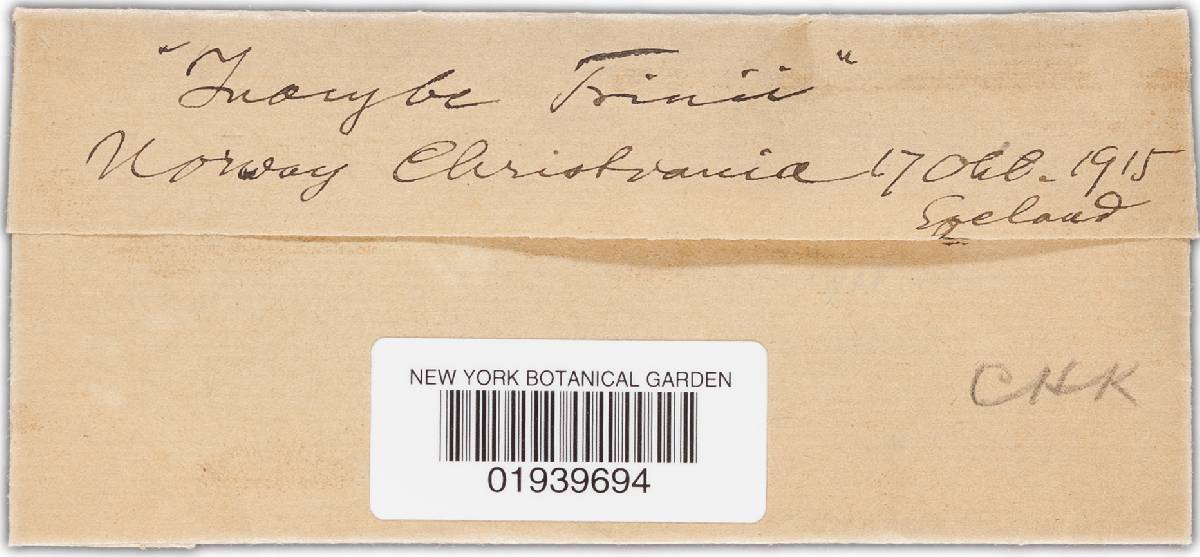 "Inocybe Trinii"
Norway Christiania 17 Oct. 1915
Egeland
NEW YORK BOTANICAL GARDEN
01939694
CHK